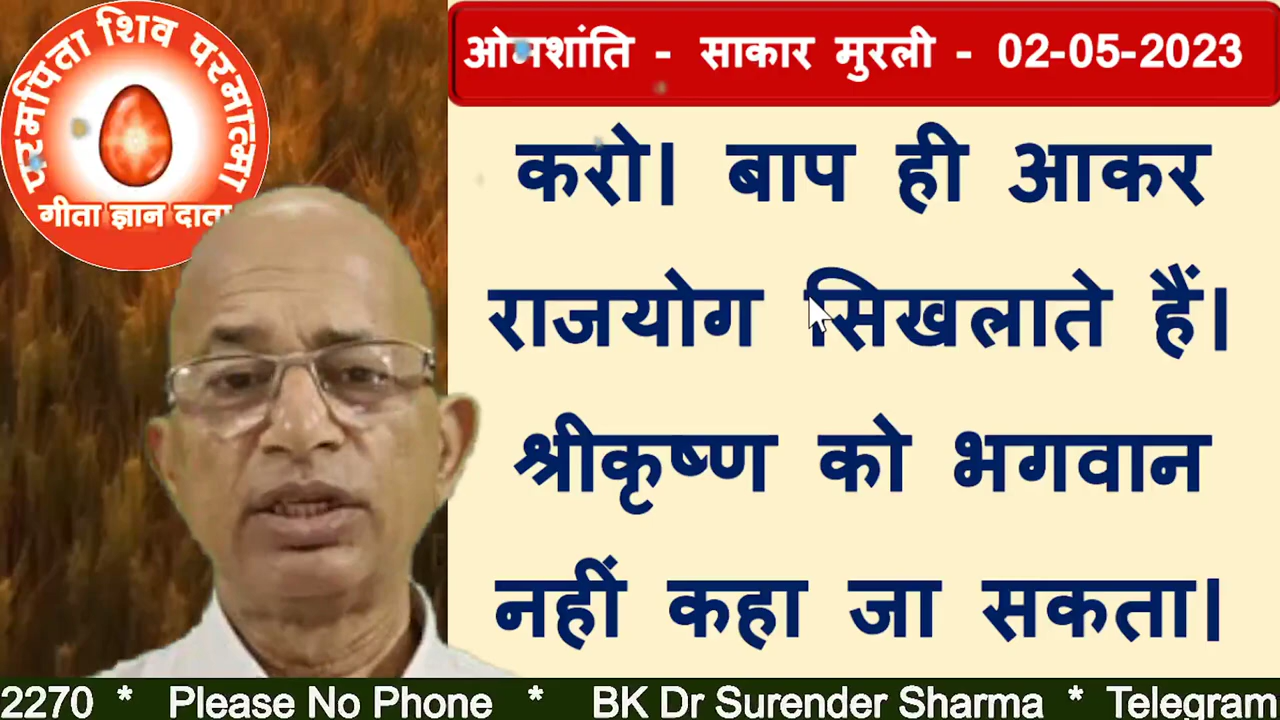 परमपिता शिव परमात्मा
गीता ज्ञान दाता
ओमशांति - साकार मुरली - 02-05-2023
करो। बाप ही आकर
राजयोग सिखलाते हैं।
श्रीकृष्ण को भगवान
नहीं कहा जा सकता।
2270 * Please No Phone * BK Dr Surender Sharma * Telegram